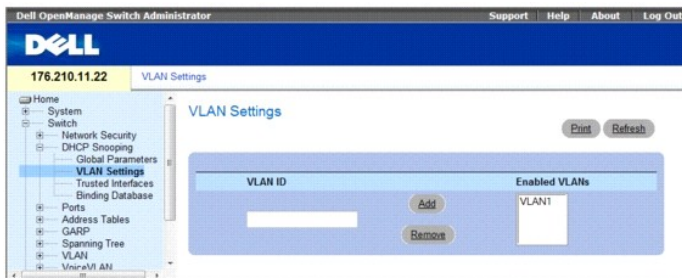 Dell OpenManage Switch Administrator
Support Help About Log Out
DELL
176.210.11.22
VLAN Settings
Home
System
Switch
Network Security
DHCP Snooping
Global Parameters
VLAN Settings
Trusted Interfaces
Binding Database
Ports
Address Tables
GARP
Spanning Tree
VLAN
VoiceVLAN
VLAN Settings
Print Refresh
VLAN ID
Enabled VLANs
Add
VLAN1
Remove